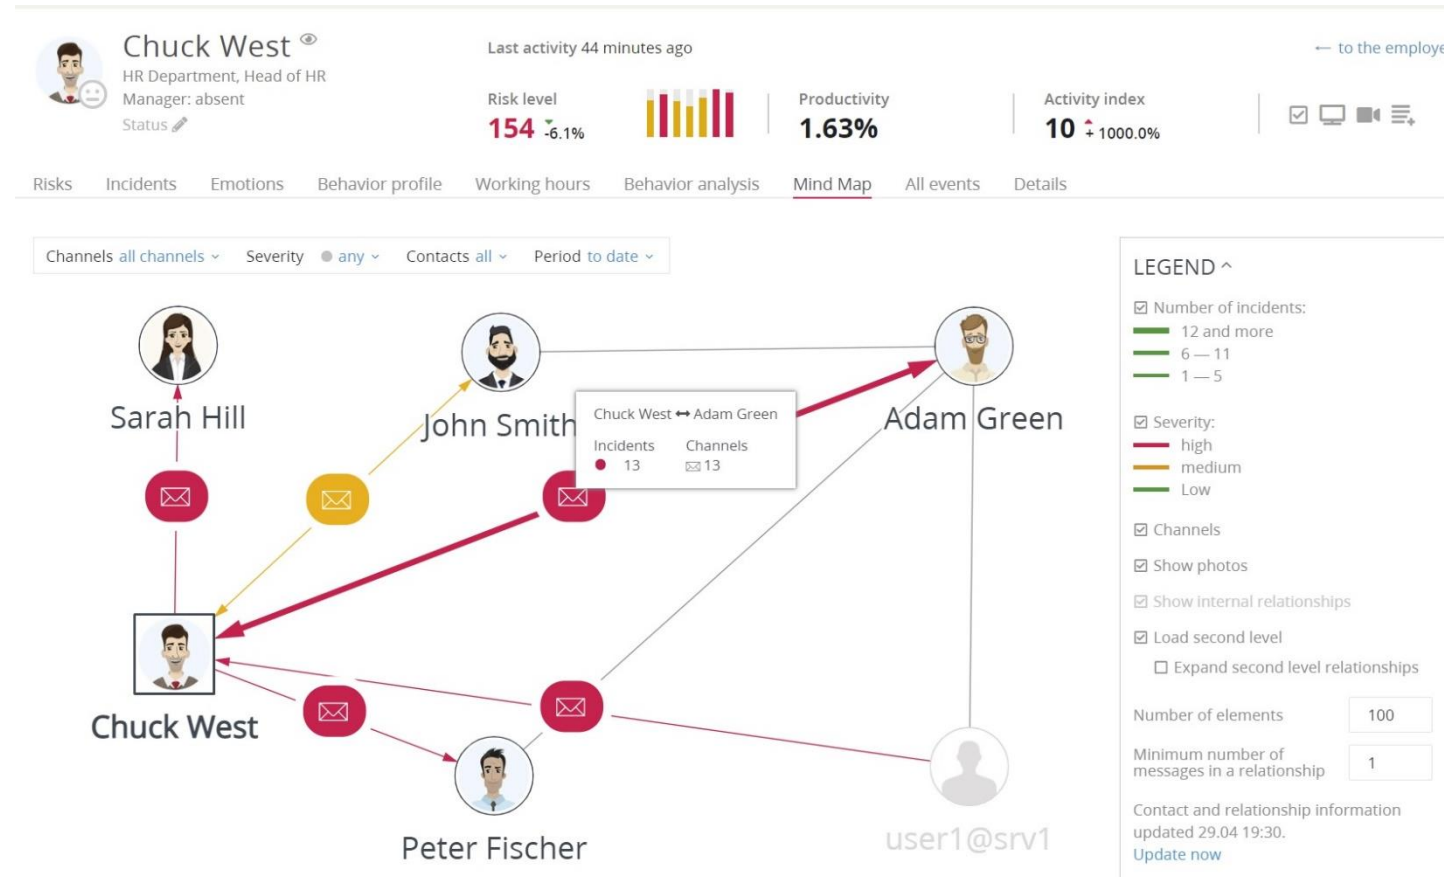 Chuck West
HR Department, Head of HR
Manager: absent
Status
Last activity 44 minutes ago
← to the employe
Risk level
154 -6.1%
Productivity
1.63%
Activity index
10 + 1000.0%
Risks Incidents Emotions Behavior profile Working hours Behavior analysis Mind Map All events Details
Channels all channels Severity any Contacts all Period to date
Sarah Hill
John Smith
Adam Green
Chuck West ↔ Adam Green
Incidents Channels
13 13
Chuck West
Peter Fischer
user1@srv1
LEGEND
Number of incidents:
12 and more
6 — 11
1 — 5
Severity:
high
medium
Low
Channels
Show photos
Show internal relationships
Load second level
Expand second level relationships
Number of elements 100
Minimum number of
messages in a relationship 1
Contact and relationship information
updated 29.04 19:30.
Update now